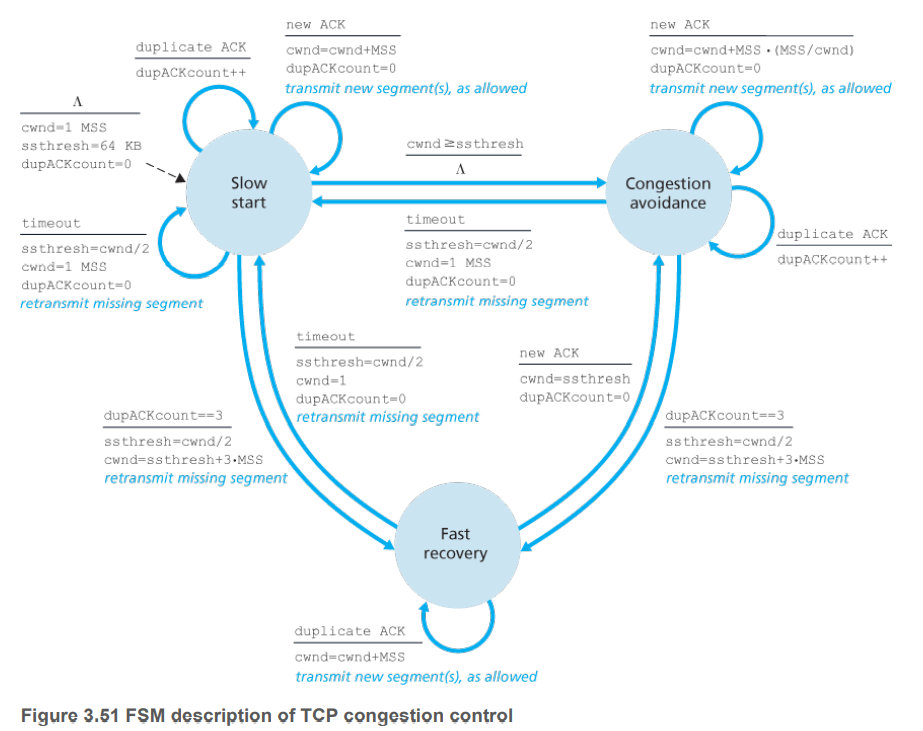 new ACK
cwnd=cwnd+MSS
dupACKcount=0
transmit new segment(s), as allowed
new ACK
cwnd=cwnd+MSS·(MSS/cwnd)
dupACKcount=0
transmit new segment(s), as allowed
duplicate ACK
dupACKcount++
Λ
cwnd=1 MSS
ssthresh=64 KB
dupACKcount=0
Slow
start
cwnd≥ssthresh
Λ
Congestion
avoidance
timeout
ssthresh=cwnd/2
cwnd=1 MSS
dupACKcount=0
retransmit missing segment
timeout
ssthresh=cwnd/2
cwnd=1 MSS
dupACKcount=0
retransmit missing segment
duplicate ACK
dupACKcount++
timeout
ssthresh=cwnd/2
cwnd=1
dupACKcount=0
retransmit missing segment
new ACK
cwnd=ssthresh
dupACKcount=0
dupACKcount==3
ssthresh=cwnd/2
cwnd=ssthresh+3·MSS
retransmit missing segment
dupACKcount==3
ssthresh=cwnd/2
cwnd=ssthresh+3·MSS
retransmit missing segment
Fast
recovery
duplicate ACK
cwnd=cwnd+MSS
transmit new segment(s), as allowed
Figure 3.51 FSM description of TCP congestion control